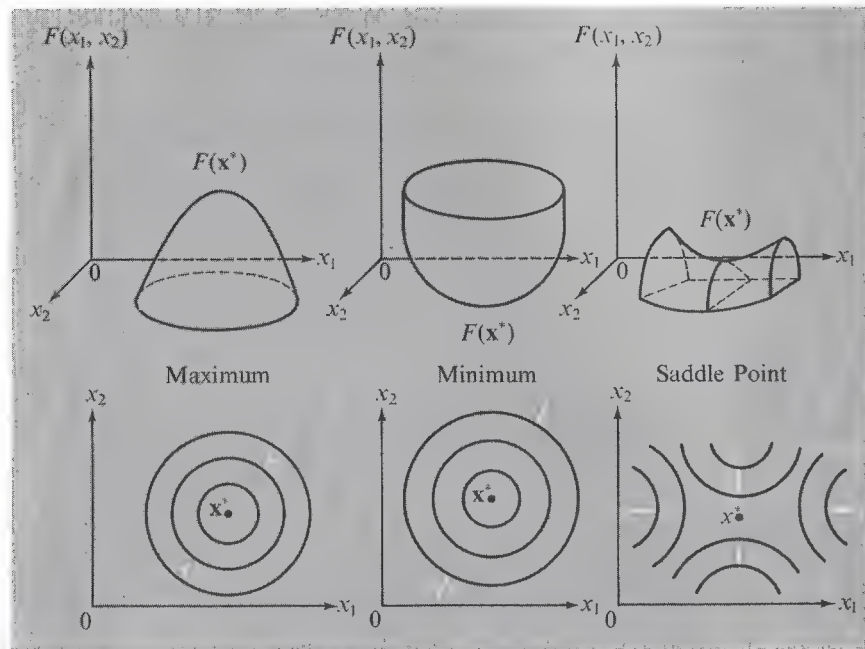 F(x₁, x₂) F(x₁, x₂) F(x₁, x₂)
F(x*)
F(x*)
0 x₁ 0 x₁ 0 x₁
x₂ x₂ x₂
F(x*)
Maximum Minimum Saddle Point
x₂ x₂ x₂
x* x* x*
0 x₁ 0 x₁ 0 x₁